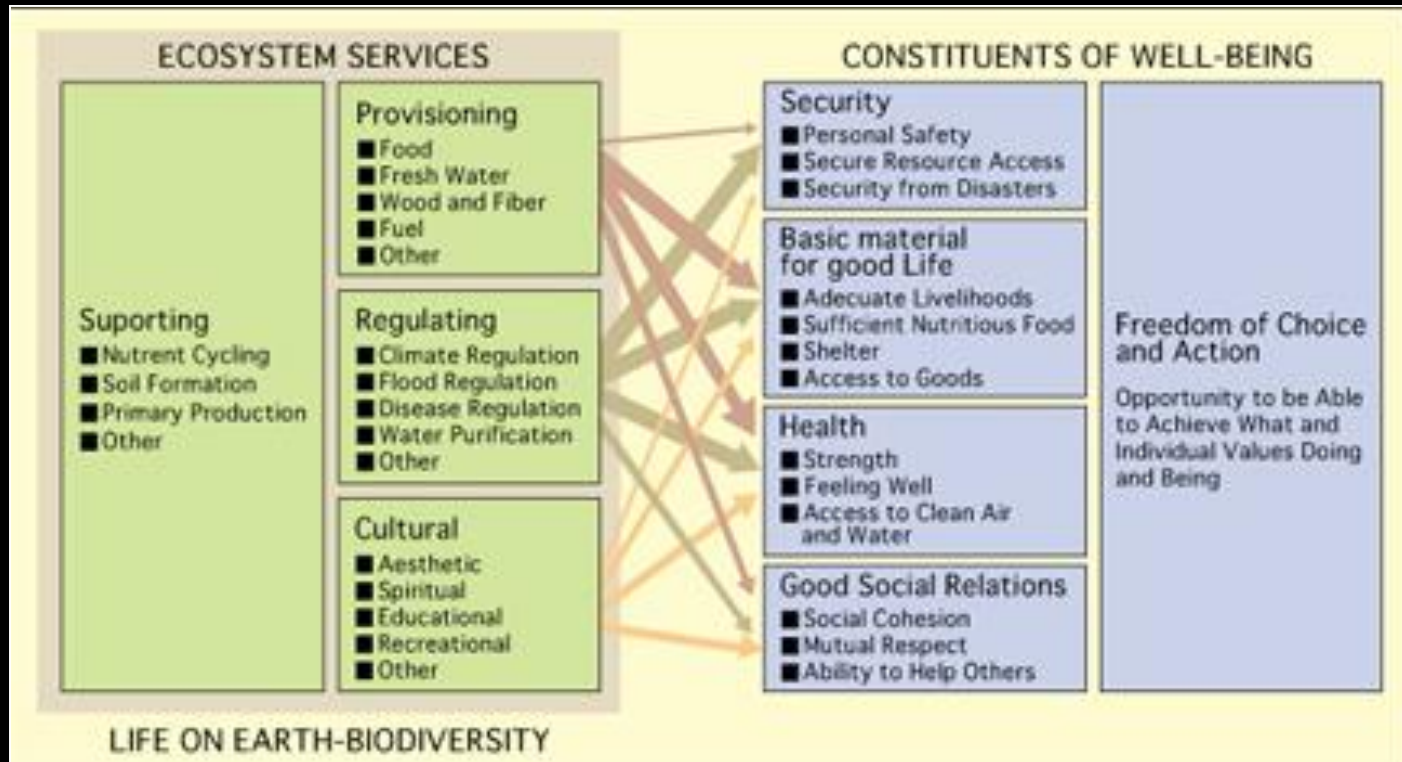 ECOSYSTEM SERVICES
Suporting
■ Nutrent Cycling
■ Soil Formation
■ Primary Production
■ Other
Provisioning
■ Food
■ Fresh Water
■ Wood and Fiber
■ Fuel
■ Other
Regulating
■ Climate Regulation
■ Flood Regulation
■ Disease Regulation
■ Water Purification
■ Other
Cultural
■ Aesthetic
■ Spiritual
■ Educational
■ Recreational
■ Other
LIFE ON EARTH-BIODIVERSITY
CONSTITUENTS OF WELL-BEING
Security
■ Personal Safety
■ Secure Resource Access
■ Security from Disasters
Basic material
for good Life
■ Adequate Livelihoods
■ Sufficient Nutritious Food
■ Shelter
■ Access to Goods
Health
■ Strength
■ Feeling Well
■ Access to Clean Air
and Water
Good Social Relations
■ Social Cohesion
■ Mutual Respect
■ Ability to Help Others
Freedom of Choice
and Action
Opportunity to be Able
to Achieve What and
Individual Values Doing
and Being